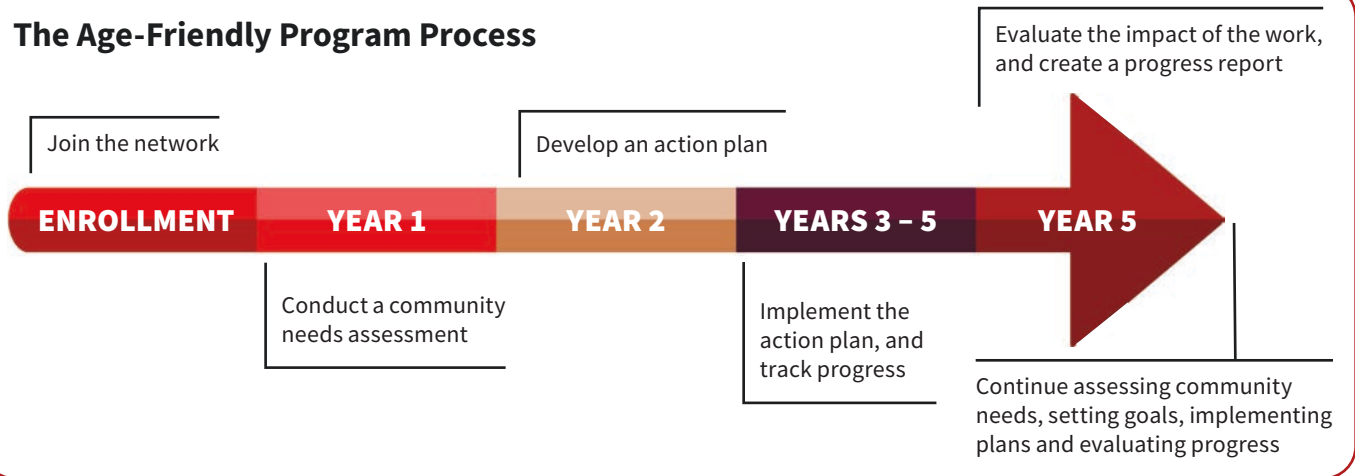 The Age-Friendly Program Process
Join the network
ENROLLMENT
Conduct a community
needs assessment
YEAR 1
Develop an action plan
YEAR 2
YEARS 3 – 5
Implement the
action plan, and
track progress
Evaluate the impact of the work,
and create a progress report
YEAR 5
Continue assessing community
needs, setting goals, implementing
plans and evaluating progress